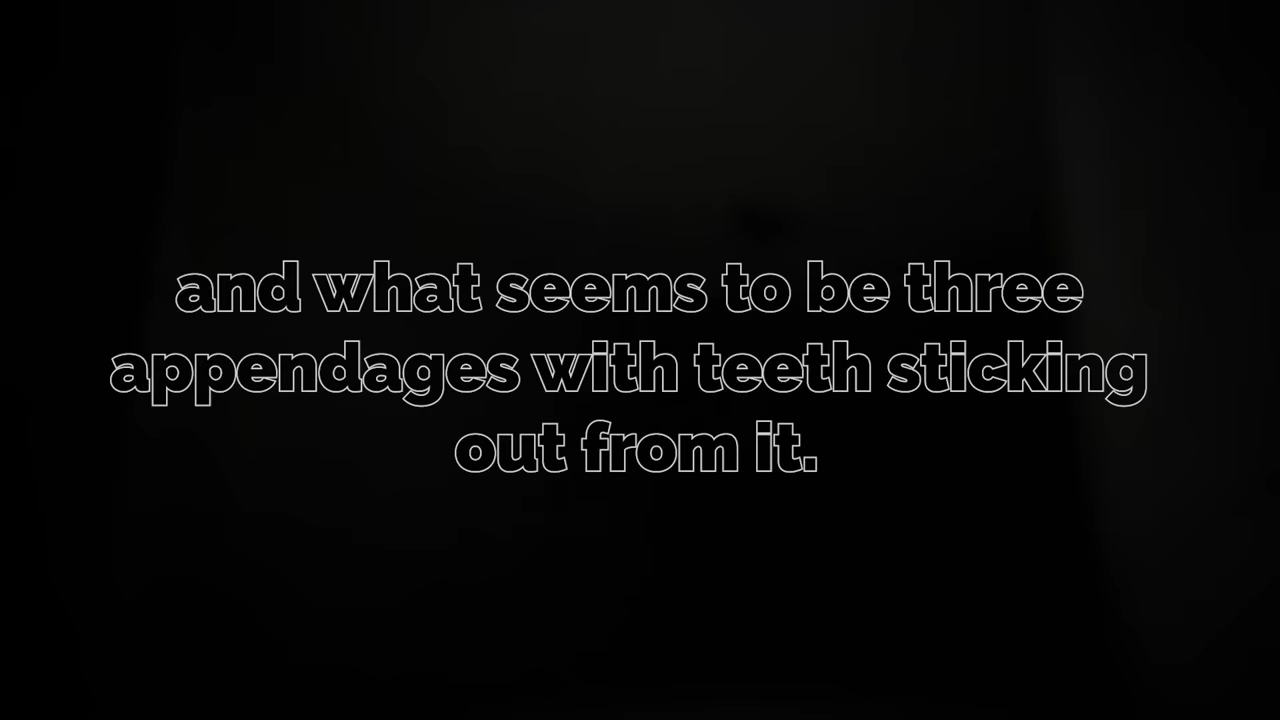 and what seems to be three
appendages with teeth sticking
out from it.